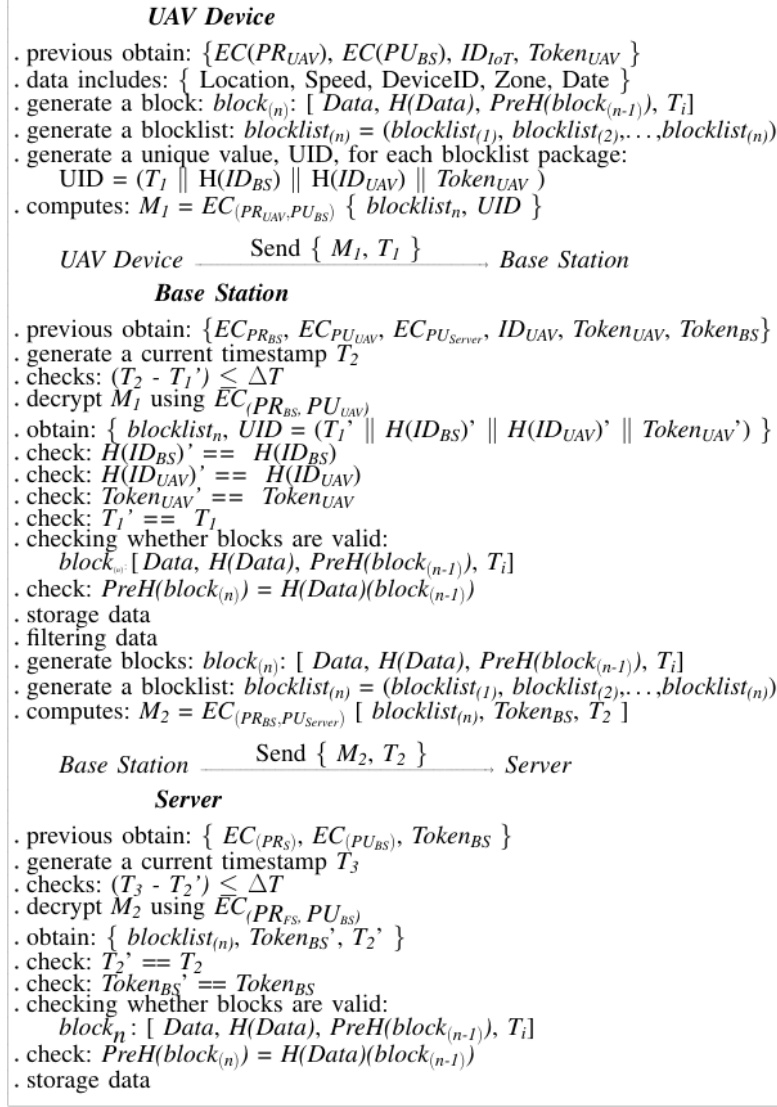 UAV Device
. previous obtain: {EC(PR_UAV), EC(PU_BS), ID_IoT, Token_UAV }
. data includes: { Location, Speed, DeviceID, Zone, Date }
. generate a block: block_(n): [ Data, H(Data), PreH(block_(n-1)), T_i]
. generate a blocklist: blocklist_(n) = (blocklist_(1), blocklist_(2),...,blocklist_(n))
. generate a unique value, UID, for each blocklist package:
UID = (T_1 || H(ID_BS) || H(ID_UAV) || Token_UAV )
. computes: M_1 = EC_(PR_UAV,PU_BS) { blocklist_n, UID }
UAV Device Send { M_1, T_1 } Base Station
Base Station
. previous obtain: {EC_PR_BS, EC_PU_UAV, EC_PU_Server, ID_UAV, Token_UAV, Token_BS}
. generate a current timestamp T_2
. checks: (T_2 - T_1') ≤ ΔT
. decrypt M_1 using EC_(PR_BS, PU_UAV)
. obtain: { blocklist_n, UID = (T_1' || H(ID_BS)' || H(ID_UAV)' || Token_UAV') }
. check: H(ID_BS)' == H(ID_BS)
. check: H(ID_UAV)' == H(ID_UAV)
. check: Token_UAV' == Token_UAV
. check: T_1' == T_1
. checking whether blocks are valid:
block_(n): [ Data, H(Data), PreH(block_(n-1)), T_i]
. check: PreH(block_(n)) = H(Data)(block_(n-1))
. storage data
. filtering data
. generate blocks: block_(n): [ Data, H(Data), PreH(block_(n-1)), T_i]
. generate a blocklist: blocklist_(n) = (blocklist_(1), blocklist_(2),...,blocklist_(n))
. computes: M_2 = EC_(PR_BS,PU_Server) [ blocklist_(n), Token_BS, T_2 ]
Base Station Send { M_2, T_2 } Server
Server
. previous obtain: { EC_(PR_S), EC_(PU_BS), Token_BS }
. generate a current timestamp T_3
. checks: (T_3 - T_2') ≤ ΔT
. decrypt M_2 using EC_(PR_FS, PU_BS)
. obtain: { blocklist_(n), Token_BS', T_2' }
. check: T_2' == T_2
. check: Token_BS' == Token_BS
. checking whether blocks are valid:
block_n: [ Data, H(Data), PreH(block_(n-1)), T_i]
. check: PreH(block_(n)) = H(Data)(block_(n-1))
. storage data